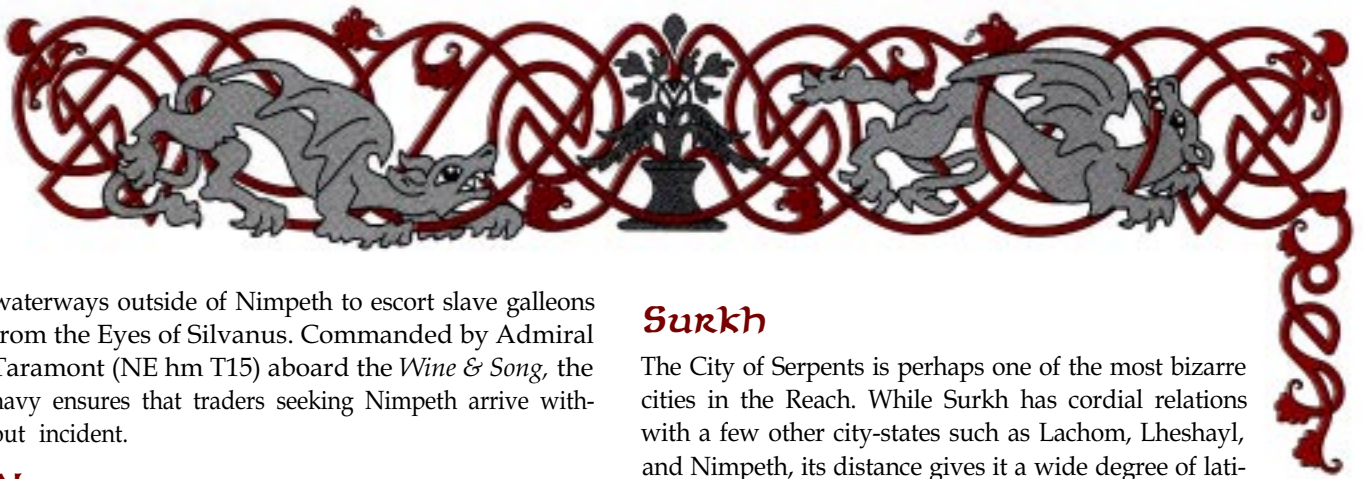 waterways outside of Nimpeth to escort slave galleons
from the Eyes of Silvanus. Commanded by Admiral
Taramont (NE hm T15) aboard the Wine & Song, the
navy ensures that traders seeking Nimpeth arrive with-
out incident.
Surkh
The City of Serpents is perhaps one of the most bizarre
cities in the Reach. While Surkh has cordial relations
with a few other city-states such as Lachom, Lheshayl,
and Nimpeth, its distance gives it a wide degree of lati-